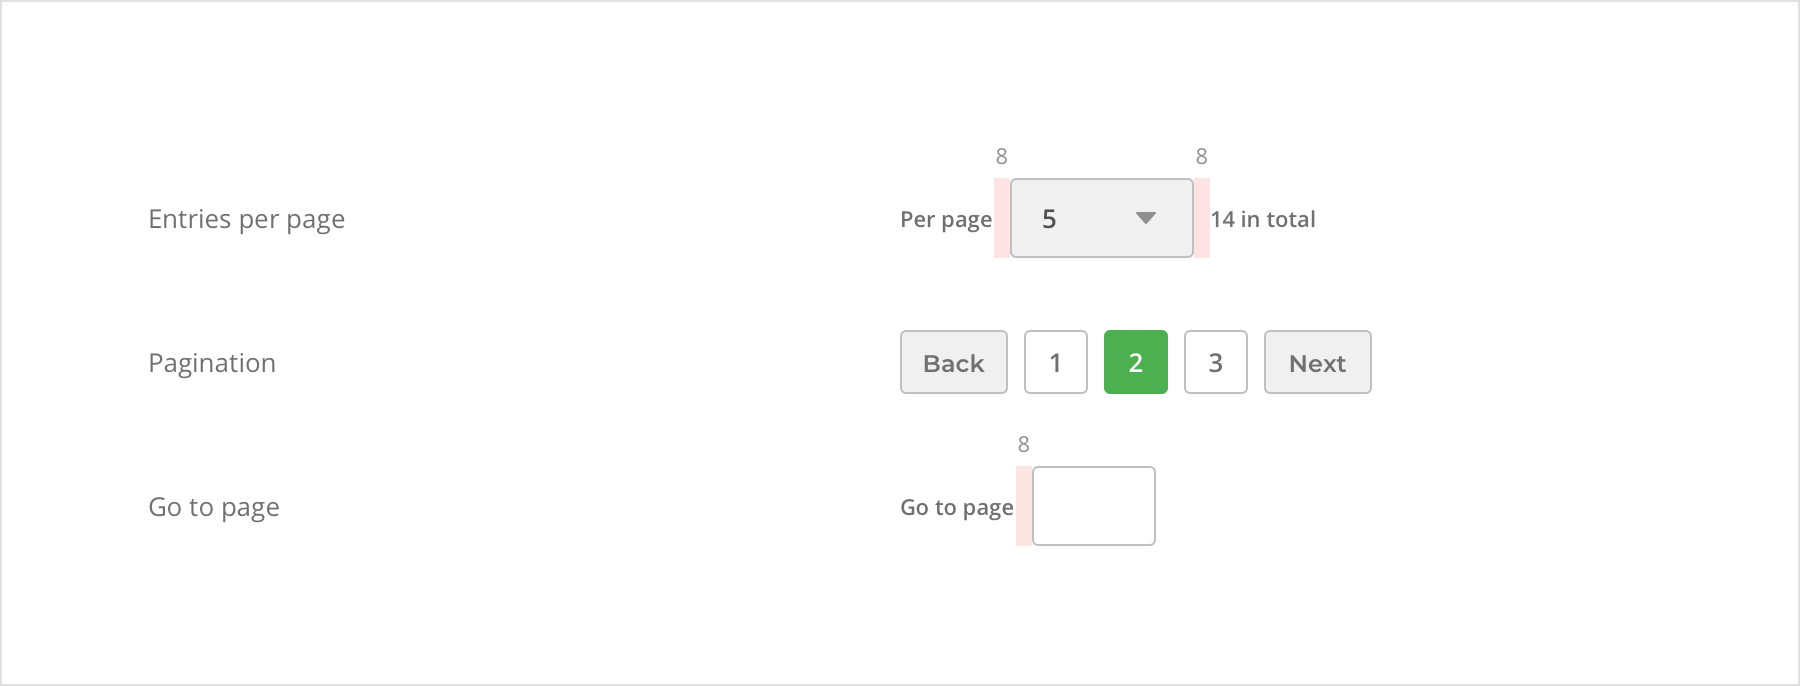 8 8
Entries per page Per page 5 14 in total
Pagination Back 1 2 3 Next
8
Go to page Go to page